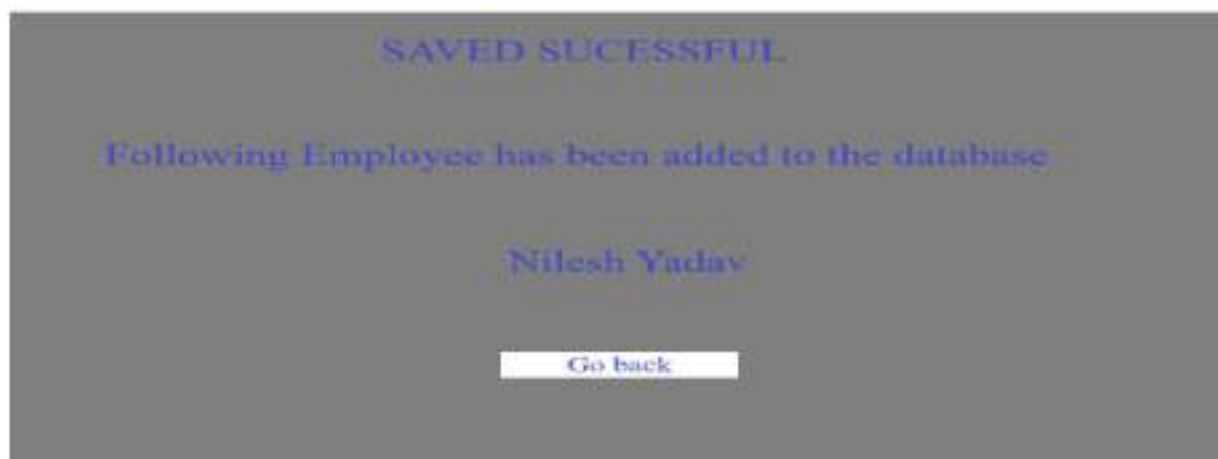 SAVED SUCESSFUL
Following Employee has been added to the database
Nilesh Yadav
Go back